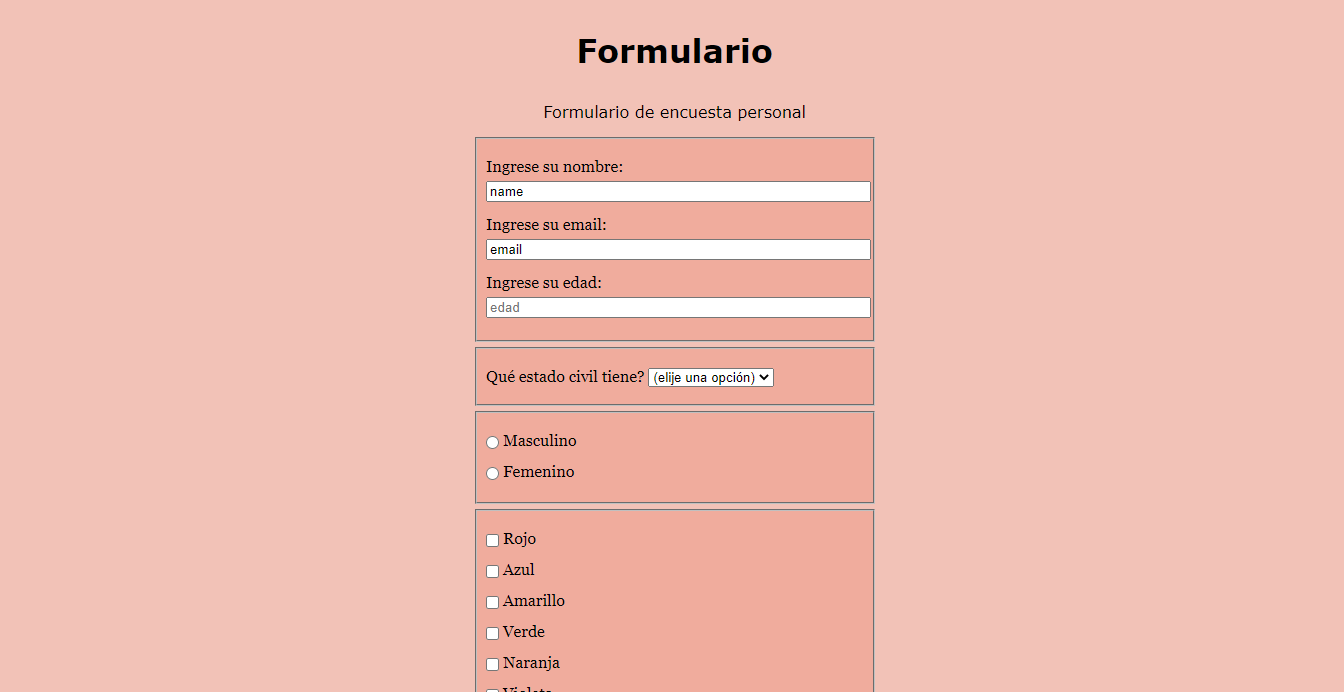 Formulario
Formulario de encuesta personal
Ingrese su nombre:
name
Ingrese su email:
email
Ingrese su edad:
edad
Qué estado civil tiene? (elije una opción)
Masculino
Femenino
Rojo
Azul
Amarillo
Verde
Naranja